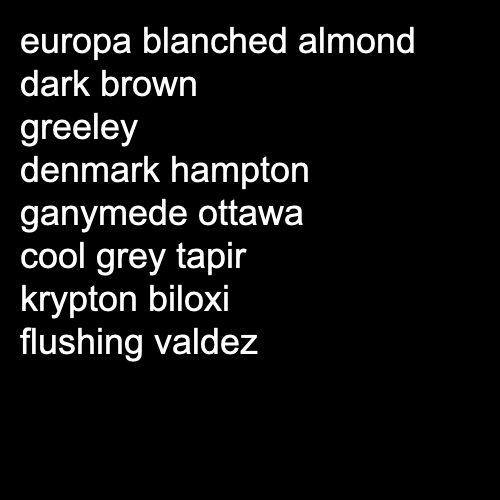 europa blanched almond
dark brown
greeley
denmark hampton
ganymede ottawa
cool grey tapir
krypton biloxi
flushing valdez